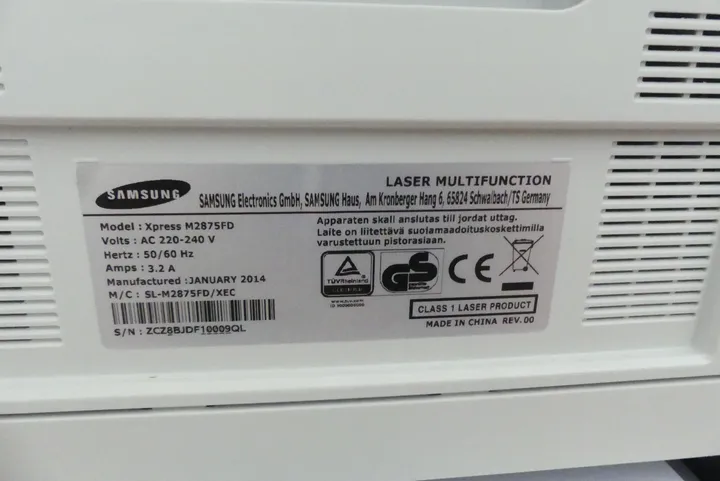 LASER MULTIFUNCTION
SAMSUNG
SAMSUNG Electronics GmbH, SAMSUNG Haus, Am Kronberger Hang 6, 65824 Schwalbach/TS Germany
Model : Xpress M2875FD
Volts : AC 220-240 V
Hertz : 50/60 Hz
Amps : 3.2 A
Manufactured :JANUARY 2014
M/C : SL-M2875FD/XEC
S/N : ZCZ8BJDF10009QL
Apparaten skall anslutas till jordat uttag.
Laite on liitettävä suojamaadoituskoskettimilla
varustettuun pistorasiaan.
TÜVRheinland
GS
CE
CLASS 1 LASER PRODUCT
MADE IN CHINA REV.00